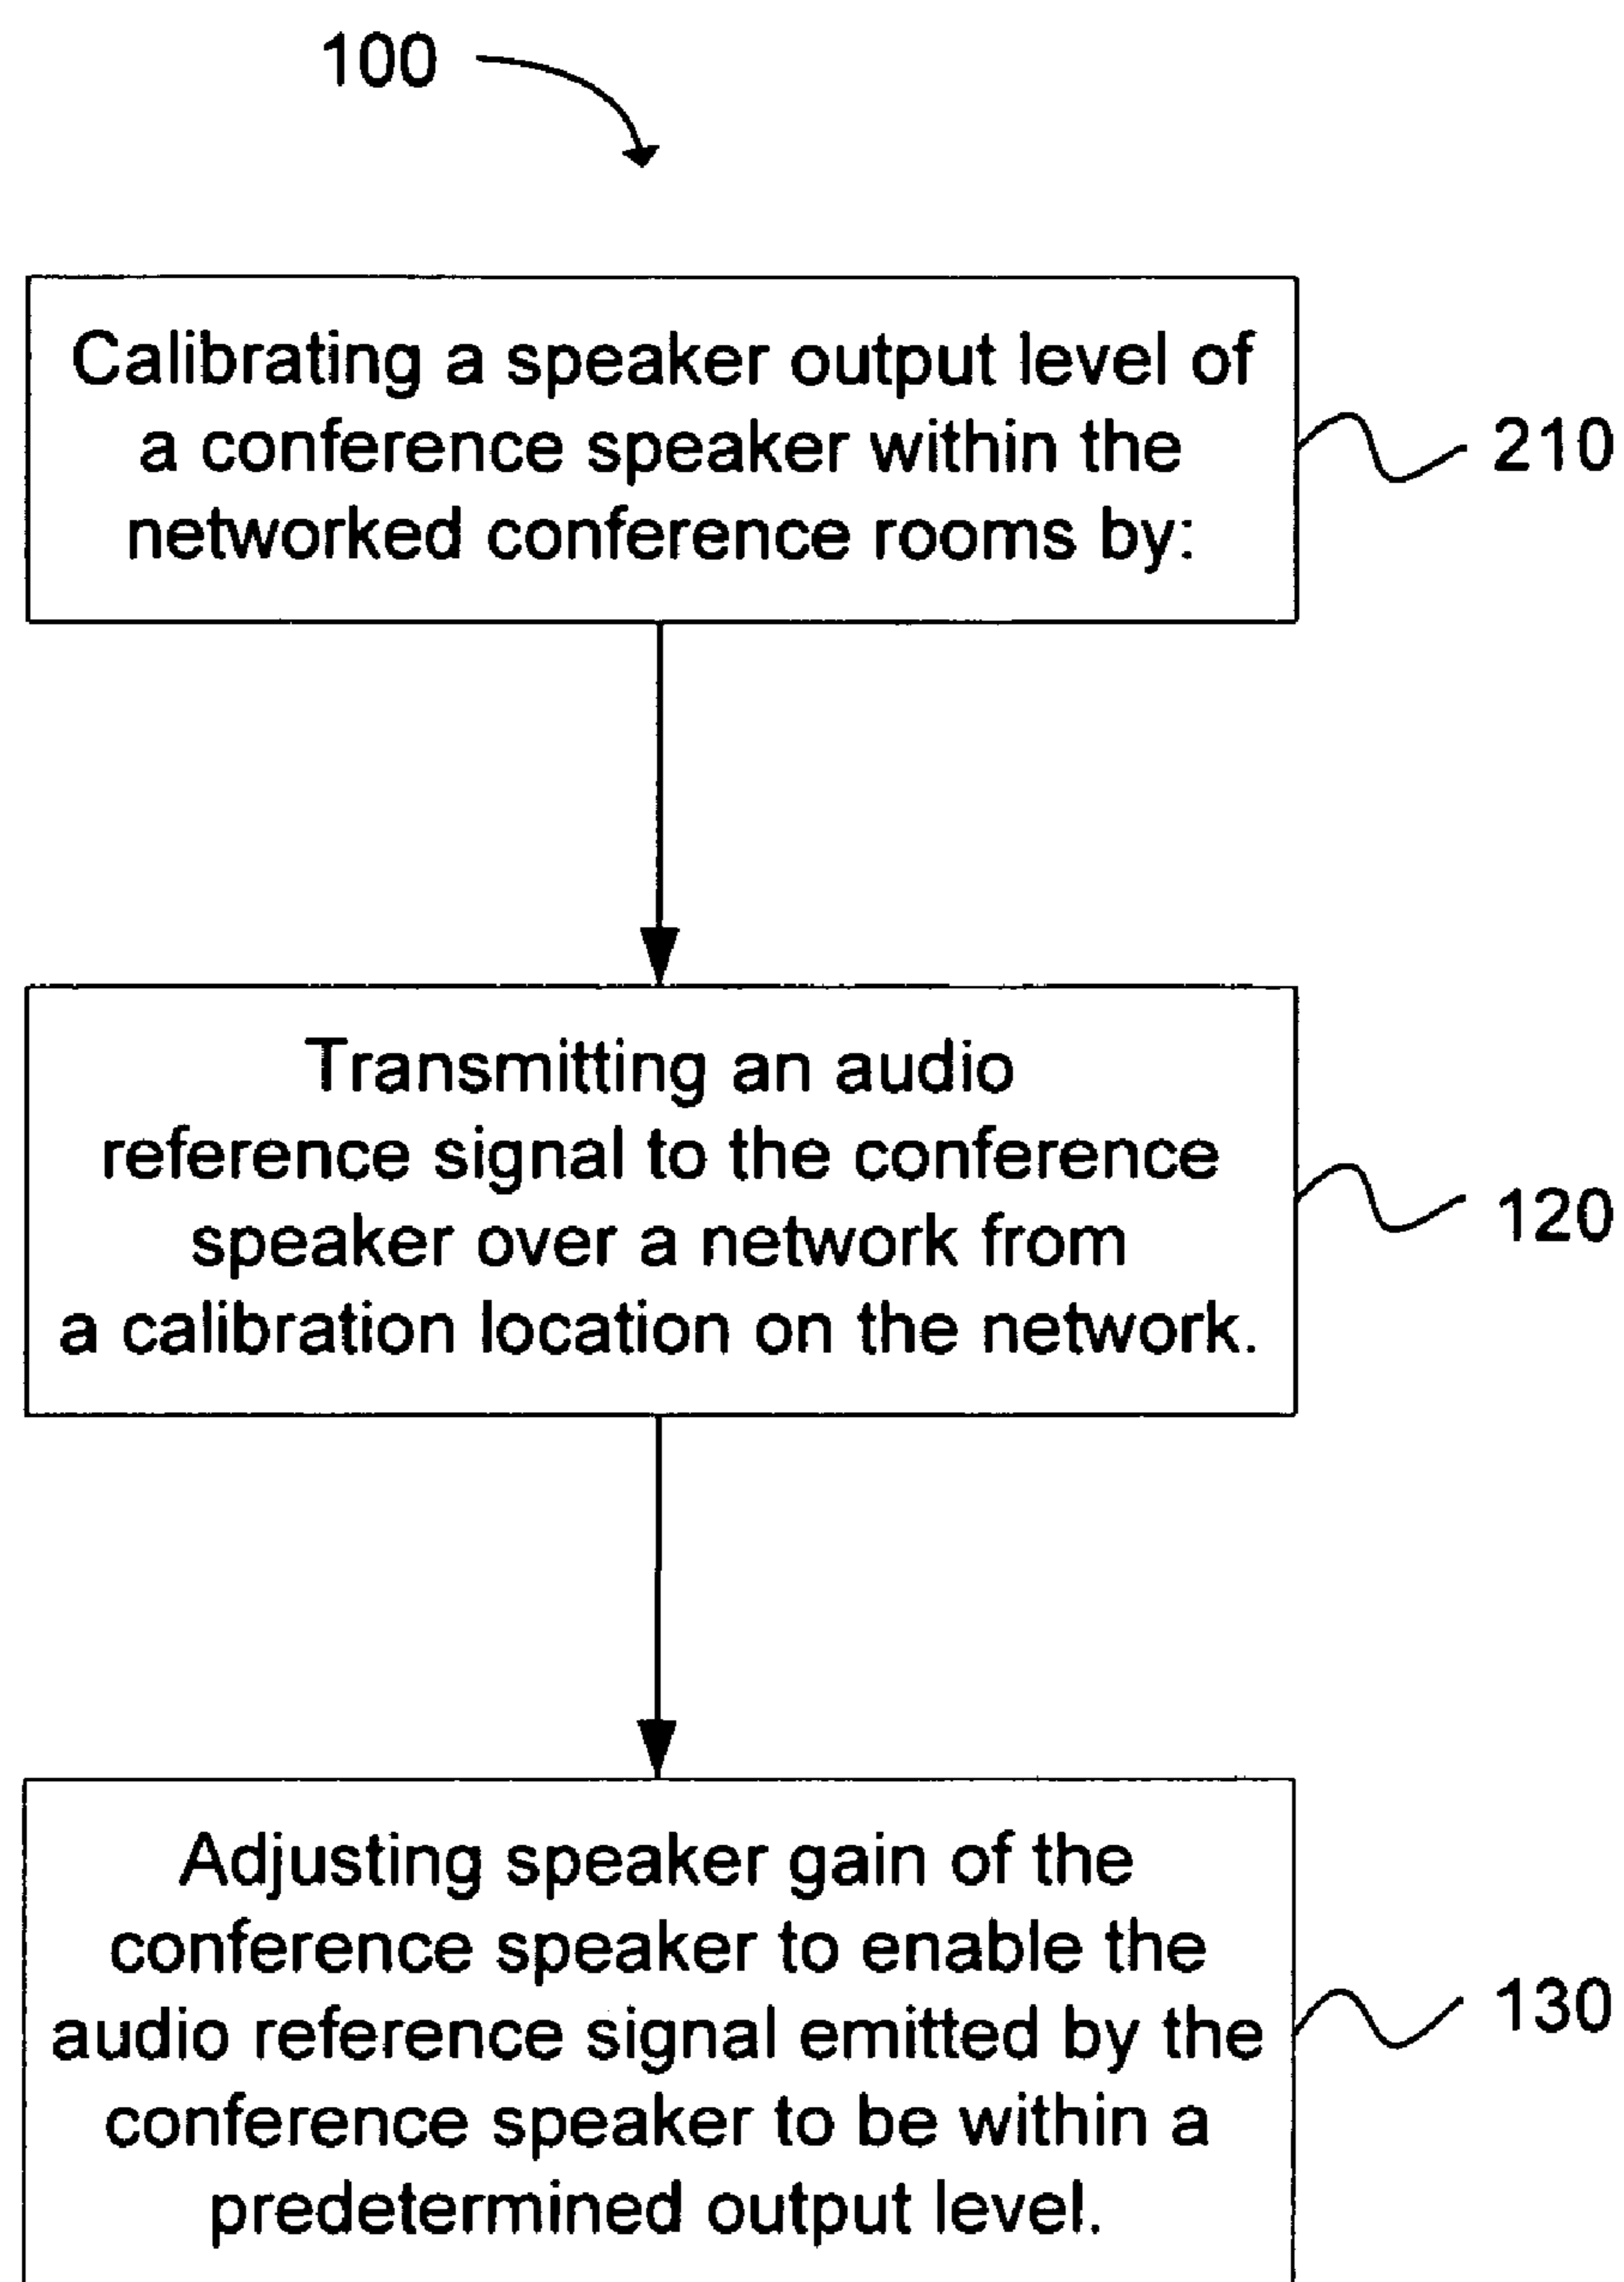 100
Calibrating a speaker output level of
a conference speaker within the
networked conference rooms by:
210
Transmitting an audio
reference signal to the conference
speaker over a network from
a calibration location on the network.
120
Adjusting speaker gain of the
conference speaker to enable the
audio reference signal emitted by the
conference speaker to be within a
predetermined output level.
130